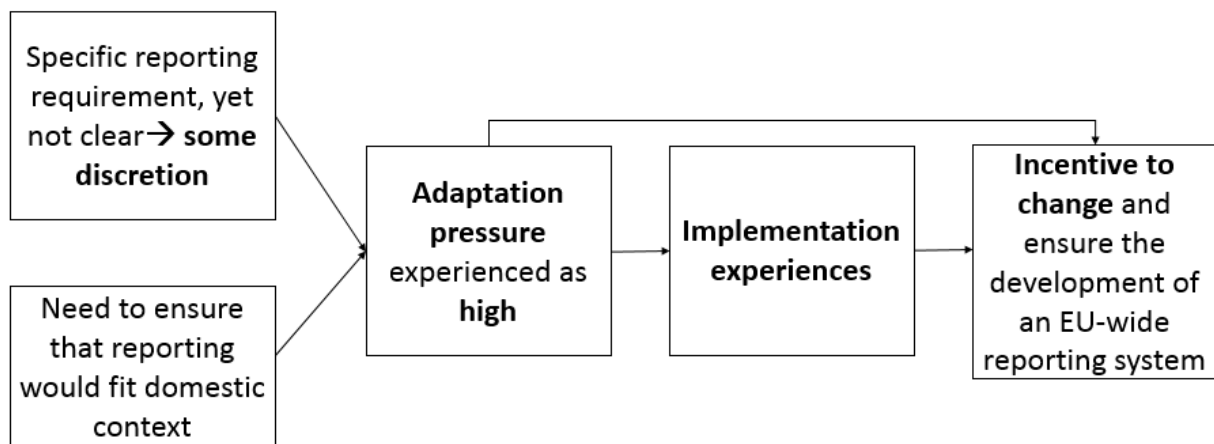 Specific reporting
requirement, yet
not clear→ some
discretion
Need to ensure
that reporting
would fit domestic
context
Adaptation
pressure
experienced as
high
Implementation
experiences
Incentive to
change and
ensure the
development of
an EU-wide
reporting system